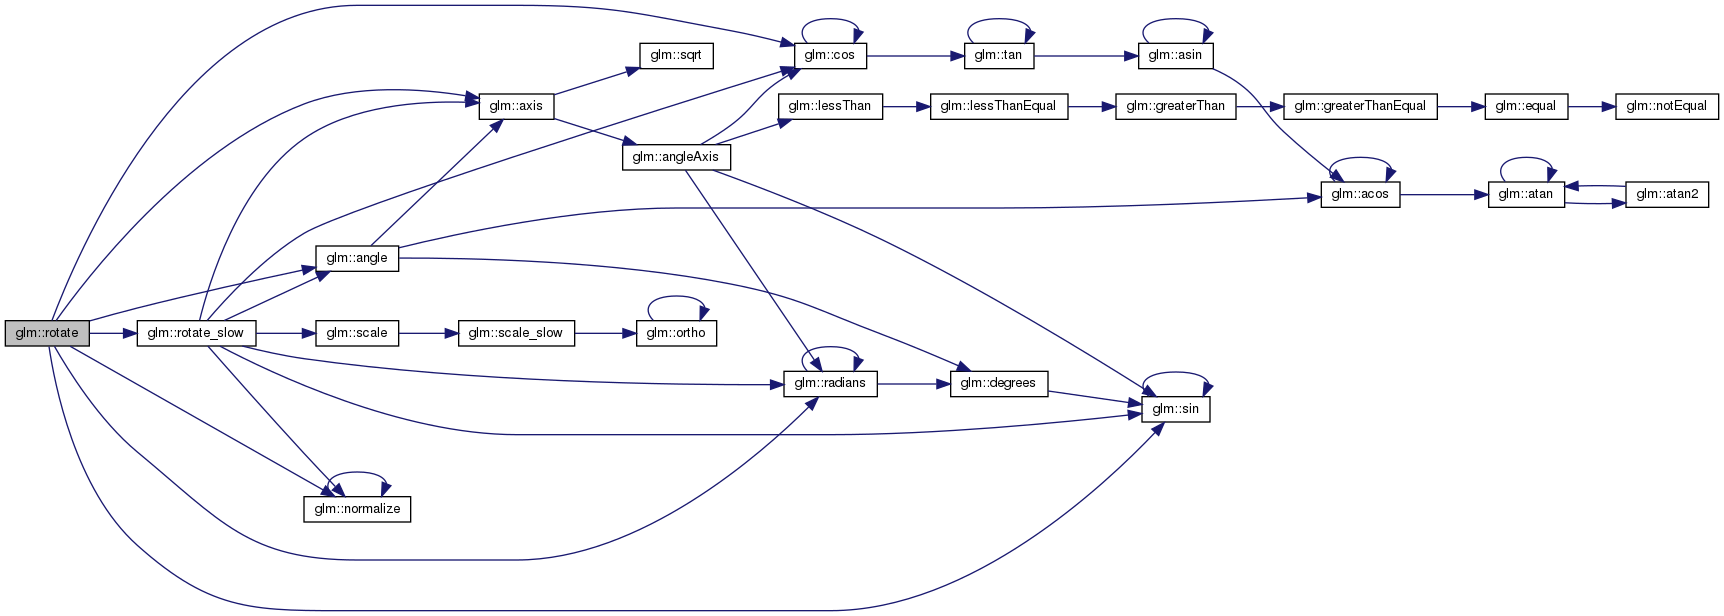 glm::rotate
glm::rotate_slow
glm::angle
glm::scale
glm::normalize
glm::axis
glm::scale_slow
glm::sqrt
glm::angleAxis
glm::ortho
glm::cos
glm::lessThan
glm::radians
glm::tan
glm::lessThanEqual
glm::degrees
glm::asin
glm::greaterThan
glm::sin
glm::greaterThanEqual
glm::acos
glm::equal
glm::atan
glm::notEqual
glm::atan2